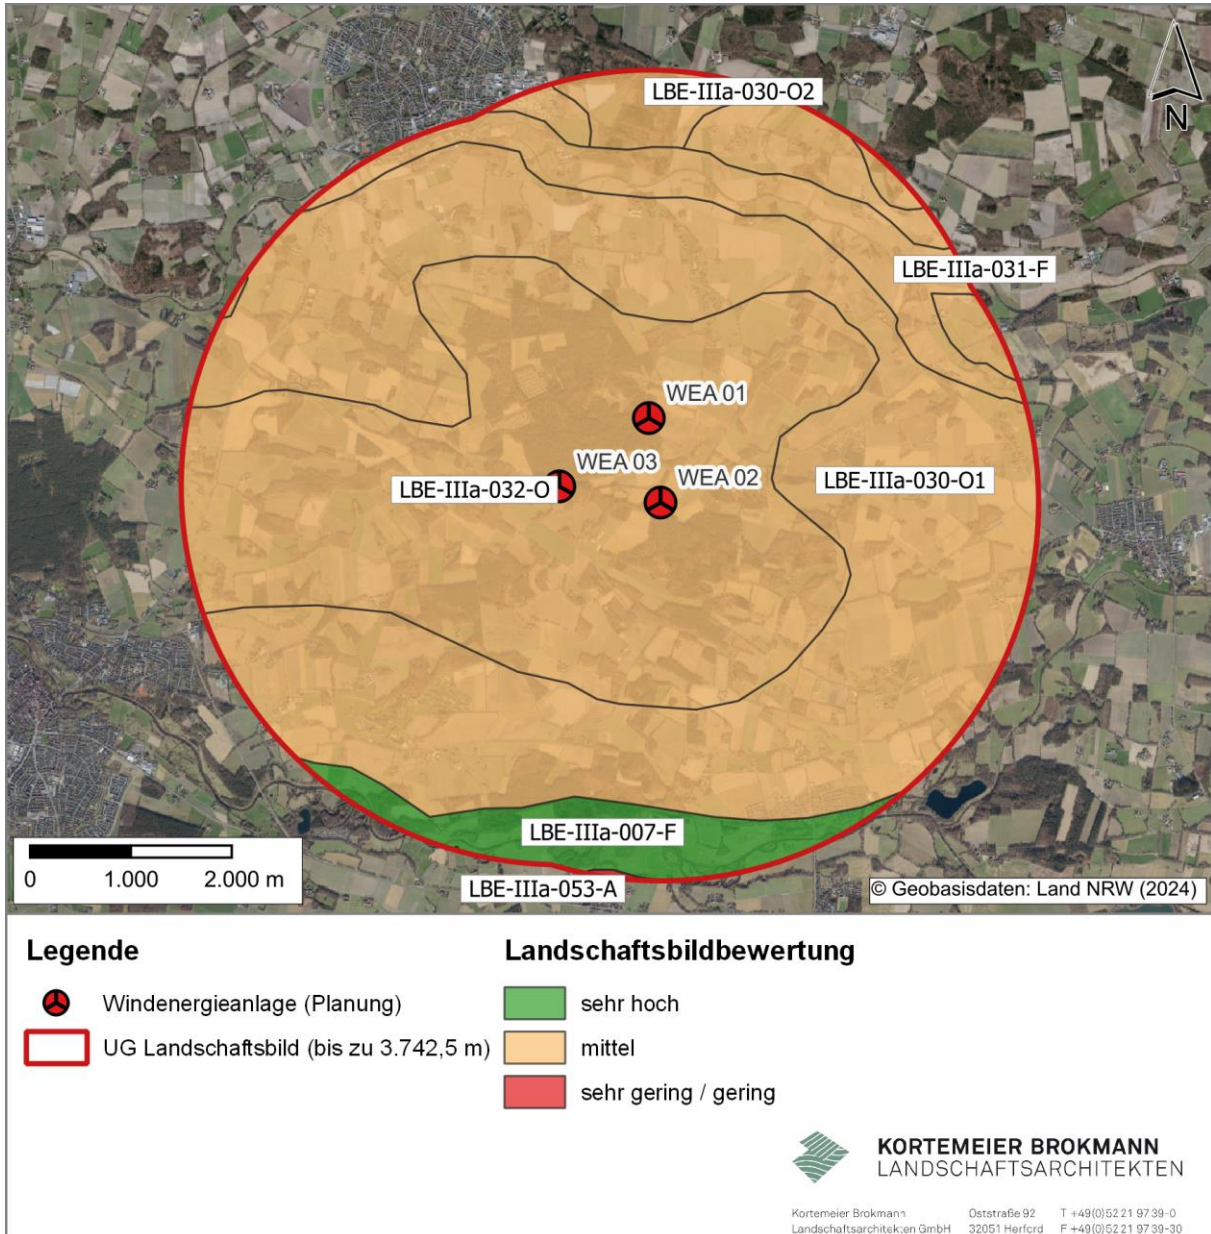 LBE-IIIa-030-O2
N
LBE-IIIa-031-F
WEA 01
WEA 03
WEA 02
LBE-IIIa-032-O
LBE-IIIa-030-O1
LBE-IIIa-007-F
LBE-IIIa-053-A
0 1.000 2.000 m
© Geobasisdaten: Land NRW (2024)
Legende
Windenergieanlage (Planung)
UG Landschaftsbild (bis zu 3.742,5 m)
Landschaftsbildbewertung
sehr hoch
mittel
sehr gering / gering
KORTEMEIER BROKMANN
LANDSCHAFTSARCHITEKTEN
Kortemeier Brokmann Oststraße 92 T +49(0)52 21 97 39-0
Landschaftsarchitekten GmbH 32051 Herford F +49(0)52 21 97 39-30